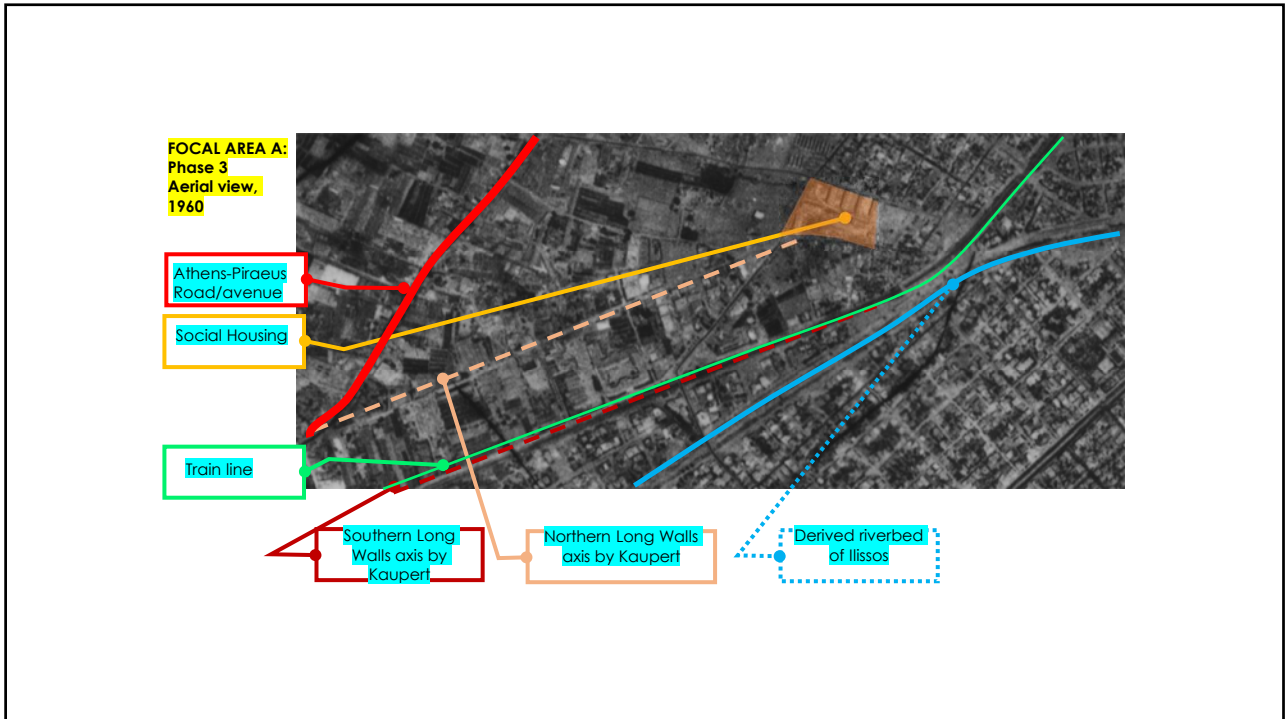 FOCAL AREA A:
Phase 3
Aerial view,
1960
Athens-Piraeus
Road/avenue
Social Housing
Train line
Southern Long
Walls axis by
Kaupert
Northern Long Walls
axis by Kaupert
Derived riverbed
of Ilissos